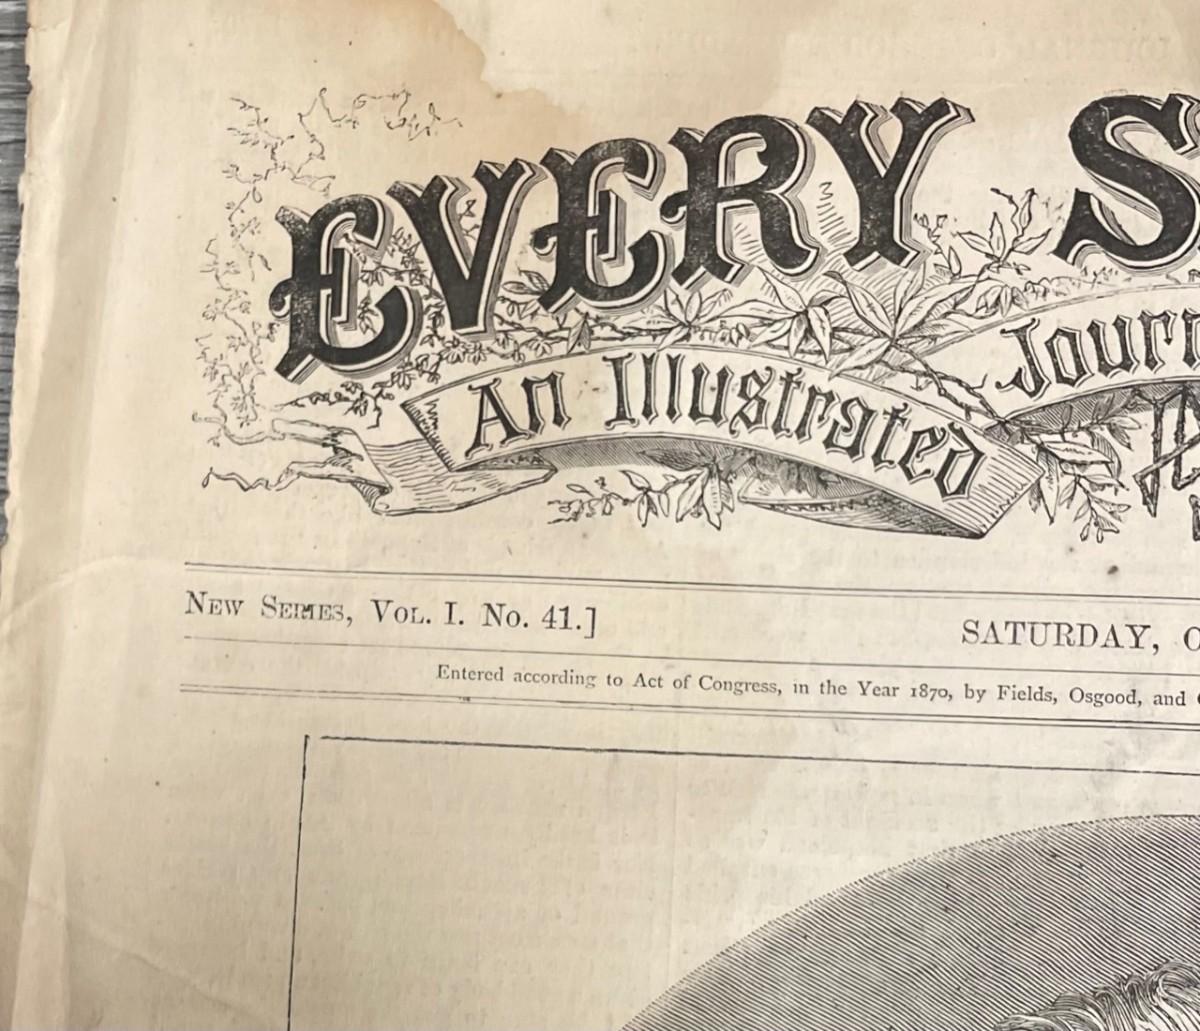 EVERY S
An Illustrated Journ
New Series, Vol. I. No. 41.] SATURDAY, O
Entered according to Act of Congress, in the Year 1870, by Fields, Osgood, and